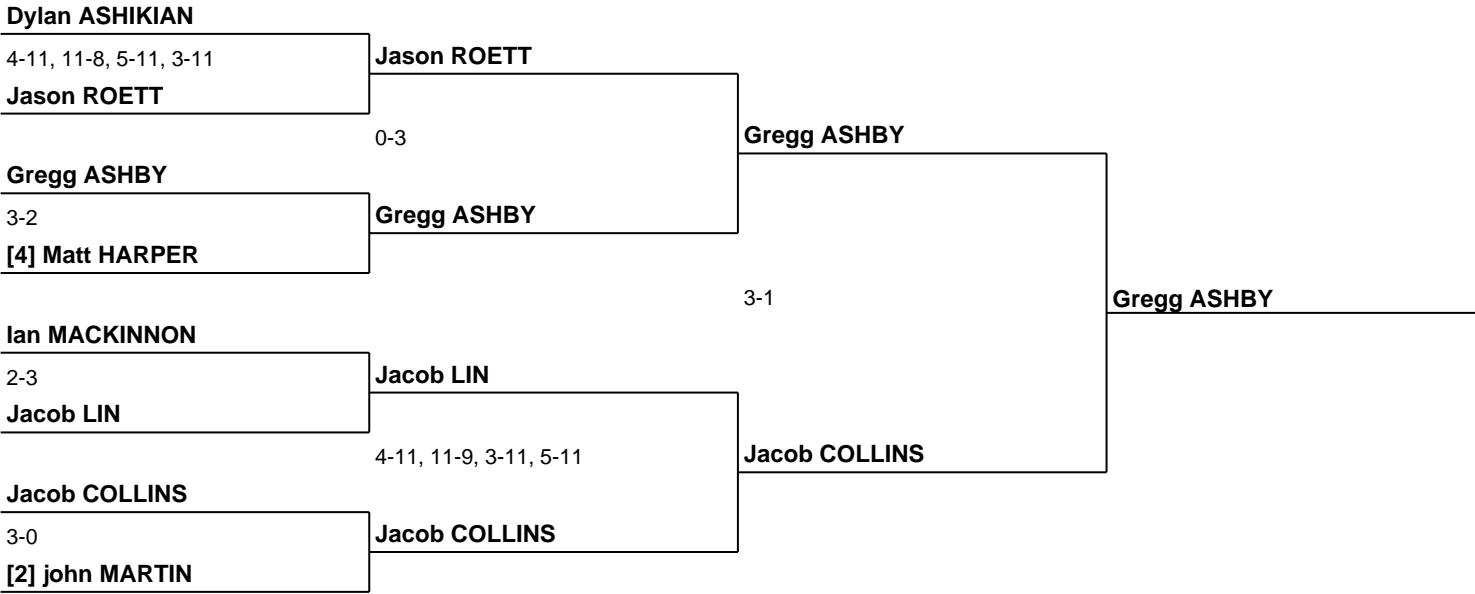 Dylan ASHIKIAN
4-11, 11-8, 5-11, 3-11
Jason ROETT
Jason ROETT
0-3
Gregg ASHBY
Gregg ASHBY
3-2
Gregg ASHBY
[4] Matt HARPER
3-1
Gregg ASHBY
Ian MACKINNON
2-3
Jacob LIN
Jacob LIN
4-11, 11-9, 3-11, 5-11
Jacob COLLINS
Jacob COLLINS
3-0
Jacob COLLINS
[2] john MARTIN